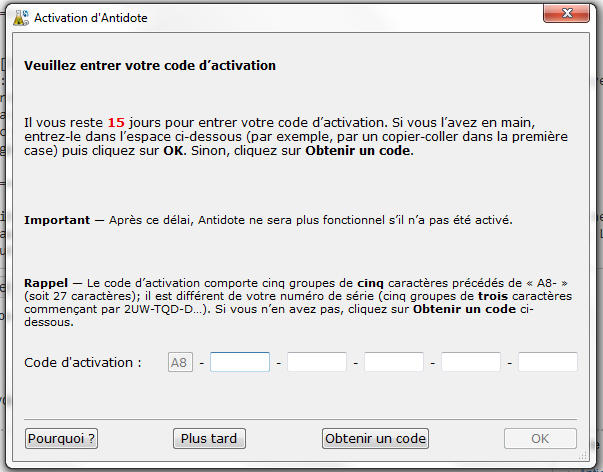 Activation d'Antidote
Veuillez entrer votre code d’activation
Il vous reste 15 jours pour entrer votre code d’activation. Si vous l’avez en main,
entrez-le dans l’espace ci-dessous (par exemple, par un copier-coller dans la première
case) puis cliquez sur OK. Sinon, cliquez sur Obtenir un code.
Important — Après ce délai, Antidote ne sera plus fonctionnel s’il n’a pas été activé.
Rappel — Le code d’activation comporte cinq groupes de cinq caractères précédés de « A8- »
(soit 27 caractères); il est différent de votre numéro de série (cinq groupes de trois caractères
commençant par 2UW-TQD-D…). Si vous n’en avez pas, cliquez sur Obtenir un code ci-
dessous.
Code d'activation : A8 - - - - -
Pourquoi ? Plus tard Obtenir un code OK